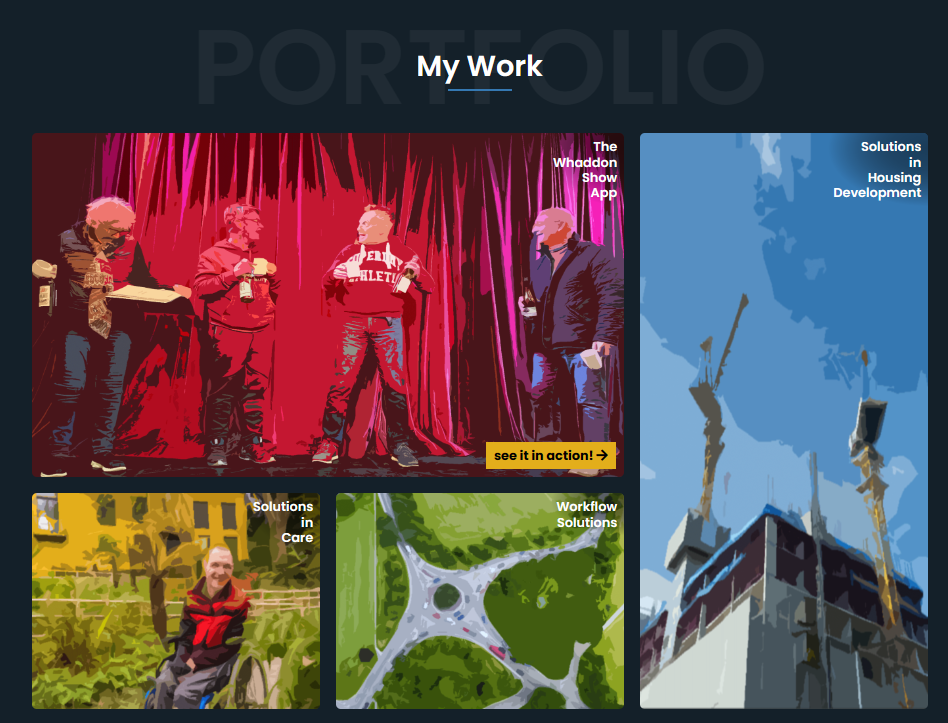 PORTFOLIO
My Work
The
Whaddon
Show
App
see it in action! →
Solutions
in
Housing
Development
Solutions
in
Care
Workflow
Solutions